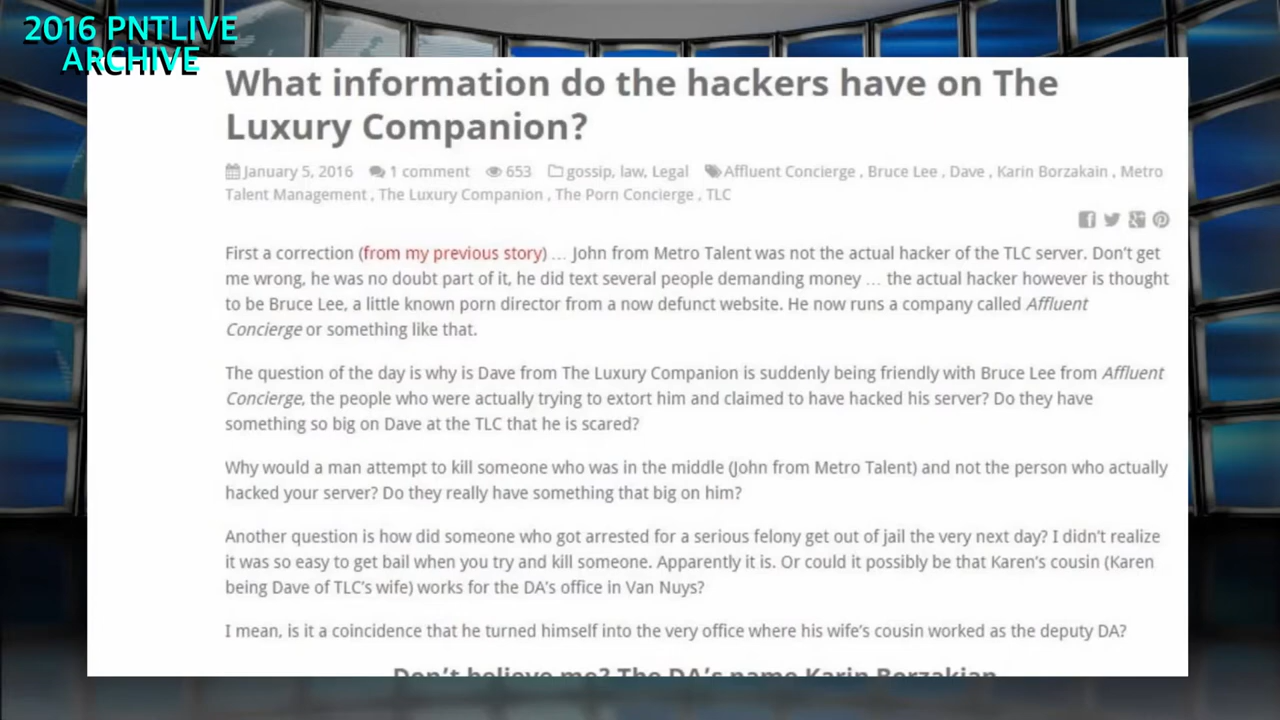 2016 PNTLIVE
ARCHIVE
What information do the hackers have on The
Luxury Companion?
January 5, 2016 1 comment 653 gossip, law, Legal Affluent Concierge , Bruce Lee , Dave , Karin Borzakain , Metro
Talent Management , The Luxury Companion , The Porn Concierge , TLC
First a correction (from my previous story) … John from Metro Talent was not the actual hacker of the TLC server. Don't get
me wrong, he was no doubt part of it, he did text several people demanding money … the actual hacker however is thought
to be Bruce Lee, a little known porn director from a now defunct website. He now runs a company called Affluent
Concierge or something like that.
The question of the day is why is Dave from The Luxury Companion is suddenly being friendly with Bruce Lee from Affluent
Concierge, the people who were actually trying to extort him and claimed to have hacked his server? Do they have
something so big on Dave at the TLC that he is scared?
Why would a man attempt to kill someone who was in the middle (John from Metro Talent) and not the person who actually
hacked your server? Do they really have something that big on him?
Another question is how did someone who got arrested for a serious felony get out of jail the very next day? I didn't realize
it was so easy to get bail when you try and kill someone. Apparently it is. Or could it possibly be that Karen's cousin (Karen
being Dave of TLC's wife) works for the DA's office in Van Nuys?
I mean, is it a coincidence that he turned himself into the very office where his wife's cousin worked as the deputy DA?
Don't believe me? The DA's name Karin Borzakian